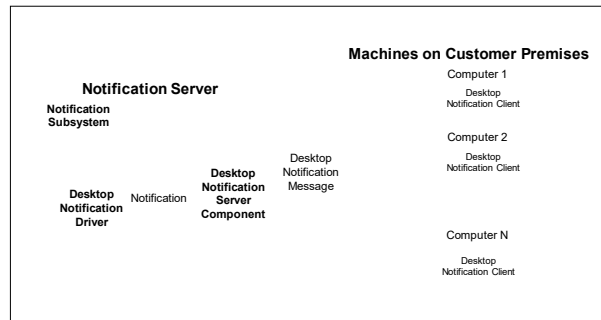 Notification Server
Notification
Subsystem
Desktop
Notification
Driver
Notification
Desktop
Notification
Server
Component
Desktop
Notification
Message
Machines on Customer Premises
Computer 1
Desktop
Notification Client
Computer 2
Desktop
Notification Client
Computer N
Desktop
Notification Client